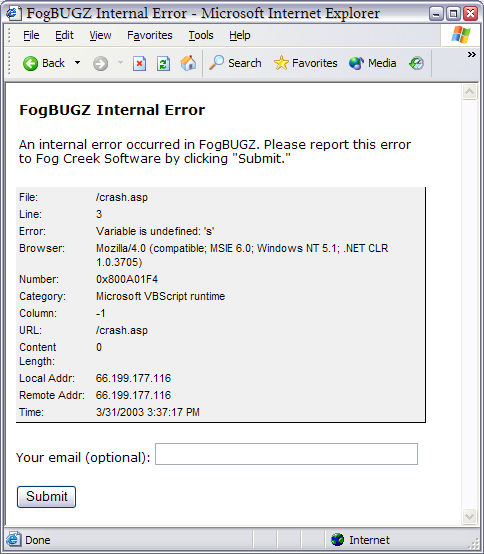 FogBUGZ Internal Error - Microsoft Internet Explorer
File Edit View Favorites Tools Help
Back Search Favorites Media
FogBUGZ Internal Error
An internal error occurred in FogBUGZ. Please report this error
to Fog Creek Software by clicking "Submit."
File: /crash.asp
Line: 3
Error: Variable is undefined: 's'
Browser: Mozilla/4.0 (compatible; MSIE 6.0; Windows NT 5.1; .NET CLR
1.0.3705)
Number: 0x800A01F4
Category: Microsoft VBScript runtime
Column: -1
URL: /crash.asp
Content 0
Length:
Local Addr: 66.199.177.116
Remote Addr: 66.199.177.116
Time: 3/31/2003 3:37:17 PM
Your email (optional):
Submit
Done Internet